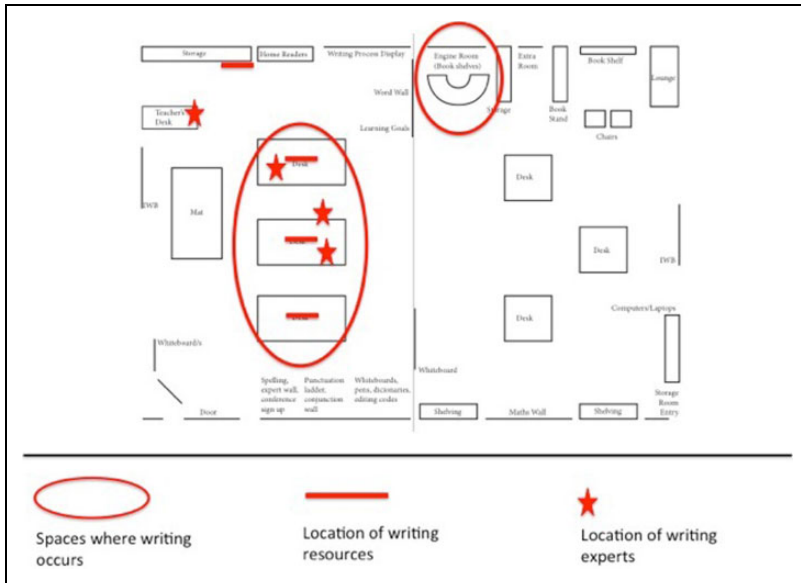 Storage
Home Readers
Writing Process Display
Engine Room
(Book shelves)
Extra
Room
Book Shelf
Lounge
Word Wall
Storage
Book
Stand
Teacher's
Desk
Learning Goals
Chairs
Desk
Desk
IWB
Mat
Desk
Desk
IWB
Desk
Desk
Computers/Laptops
Whiteboard/s
Whiteboard
Spelling,
expert wall,
conference
sign up
Punctuation
ladder,
conjunction
wall
Whiteboards,
pens, dicionaries,
editing codes
Door
Shelving
Maths Wall
Shelving
Storage
Room
Entry
Spaces where writing
occurs
Location of writing
resources
Location of writing
experts